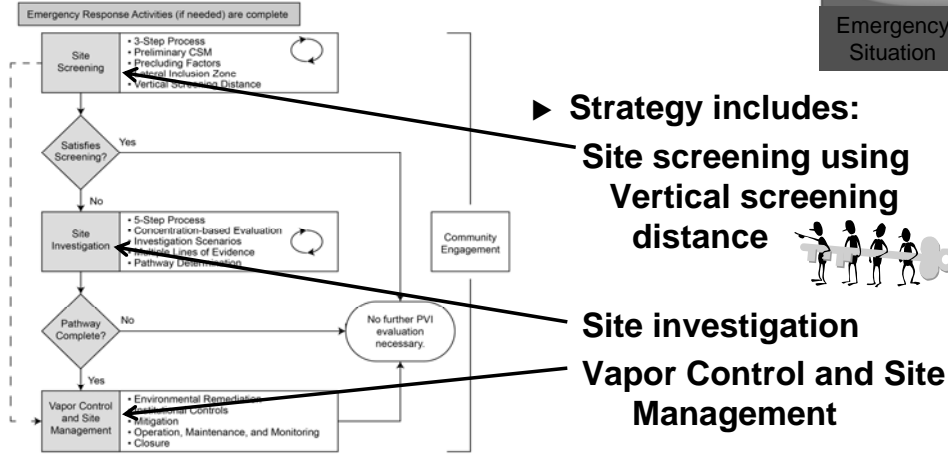 Emergency Response Activities (if needed) are complete
Site
Screening
• 3-Step Process
• Preliminary CSM
• Precluding Factors
• Lateral Inclusion Zone
• Vertical Screening Distance
Satisfies
Screening?
Yes
No
Site
Investigation
• 5-Step Process
• Concentration-based Evaluation
• Investigation Scenarios
• Multiple Lines of Evidence
• Pathway Determination
Community
Engagement
Pathway
Complete?
No
Yes
No further PVI
evaluation
necessary.
Vapor Control
and Site
Management
• Environmental Remediation
• Institutional Controls
• Mitigation
• Operation, Maintenance, and Monitoring
• Closure
Emergency
Situation
▶ Strategy includes:
Site screening using
Vertical screening
distance
Site investigation
Vapor Control and Site
Management